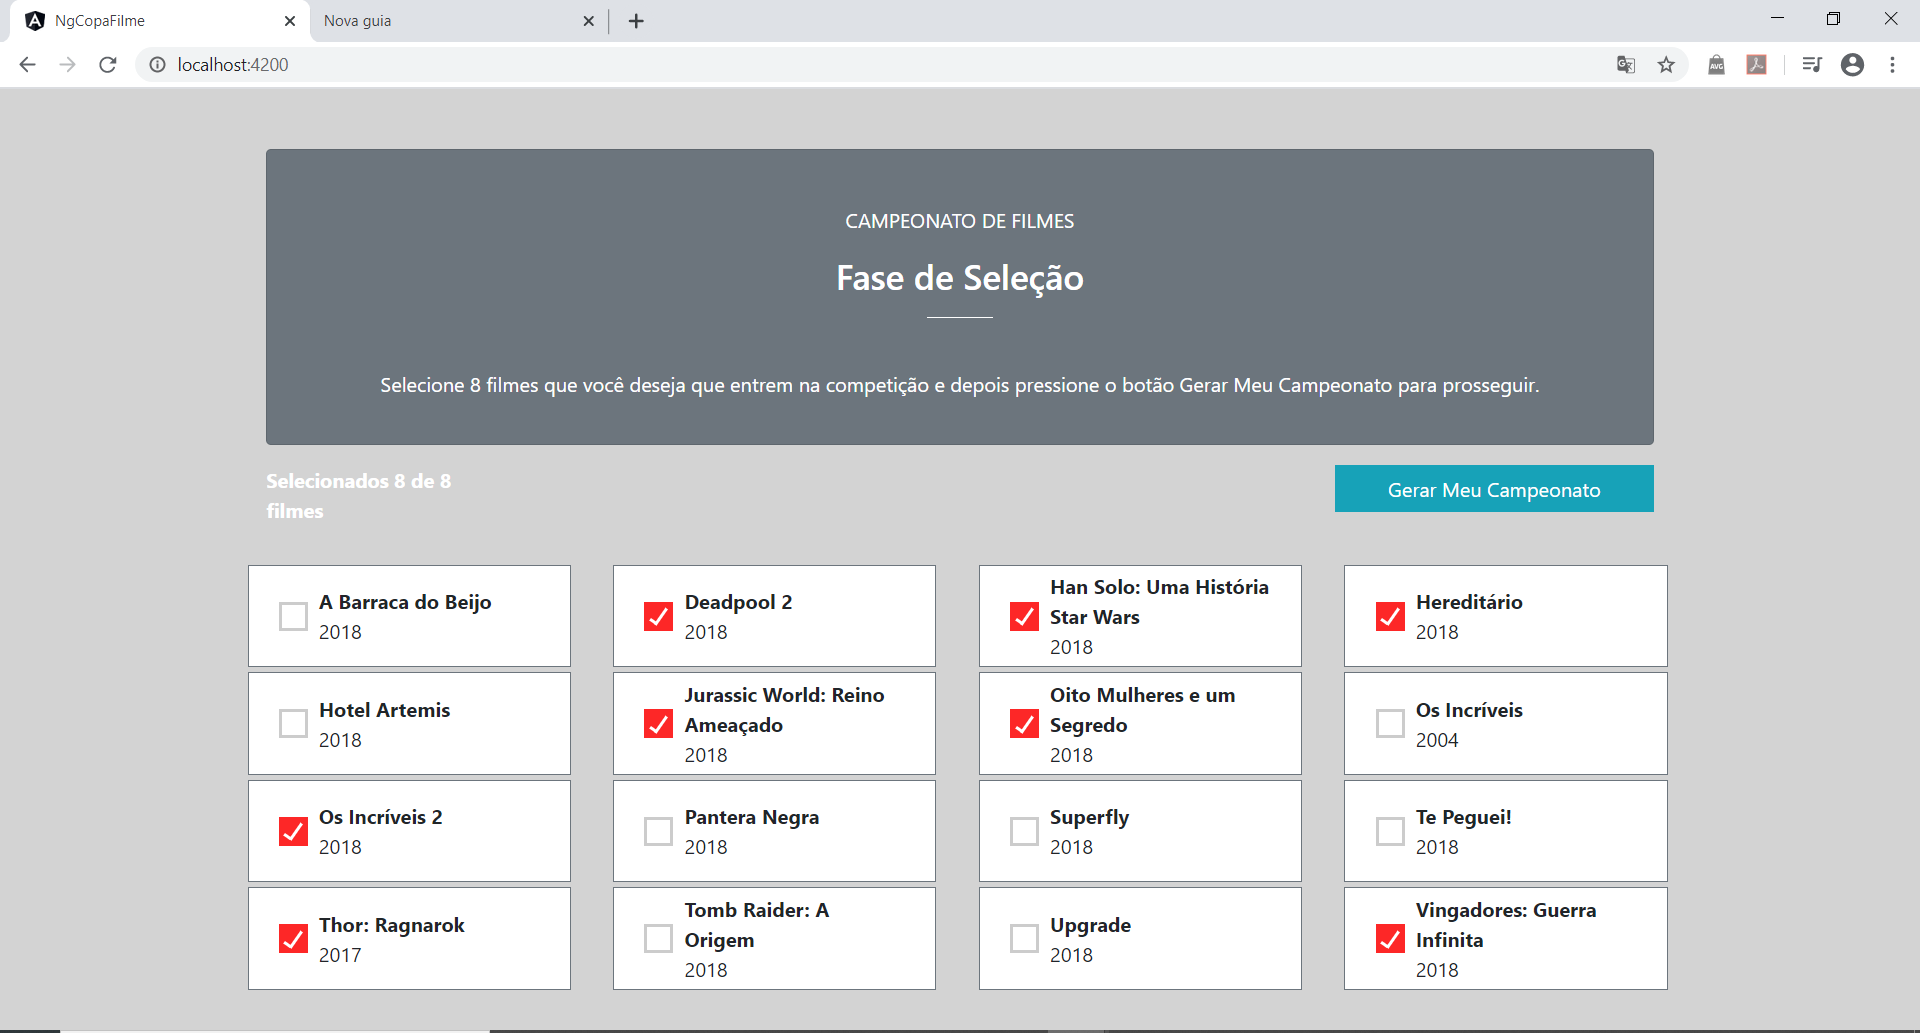 NgCopaFilme
Nova guia
localhost:4200
AVG
CAMPEONATO DE FILMES
Fase de Seleção
Selecione 8 filmes que você deseja que entrem na competição e depois pressione o botão Gerar Meu Campeonato para prosseguir.
Selecionados 8 de 8
filmes
Gerar Meu Campeonato
A Barraca do Beijo
2018
Deadpool 2
2018
Han Solo: Uma História
Star Wars
2018
Hereditário
2018
Hotel Artemis
2018
Jurassic World: Reino
Ameaçado
2018
Oito Mulheres e um
Segredo
2018
Os Incríveis
2004
Os Incríveis 2
2018
Pantera Negra
2018
Superfly
2018
Te Peguei!
2018
Thor: Ragnarok
2017
Tomb Raider: A
Origem
2018
Upgrade
2018
Vingadores: Guerra
Infinita
2018